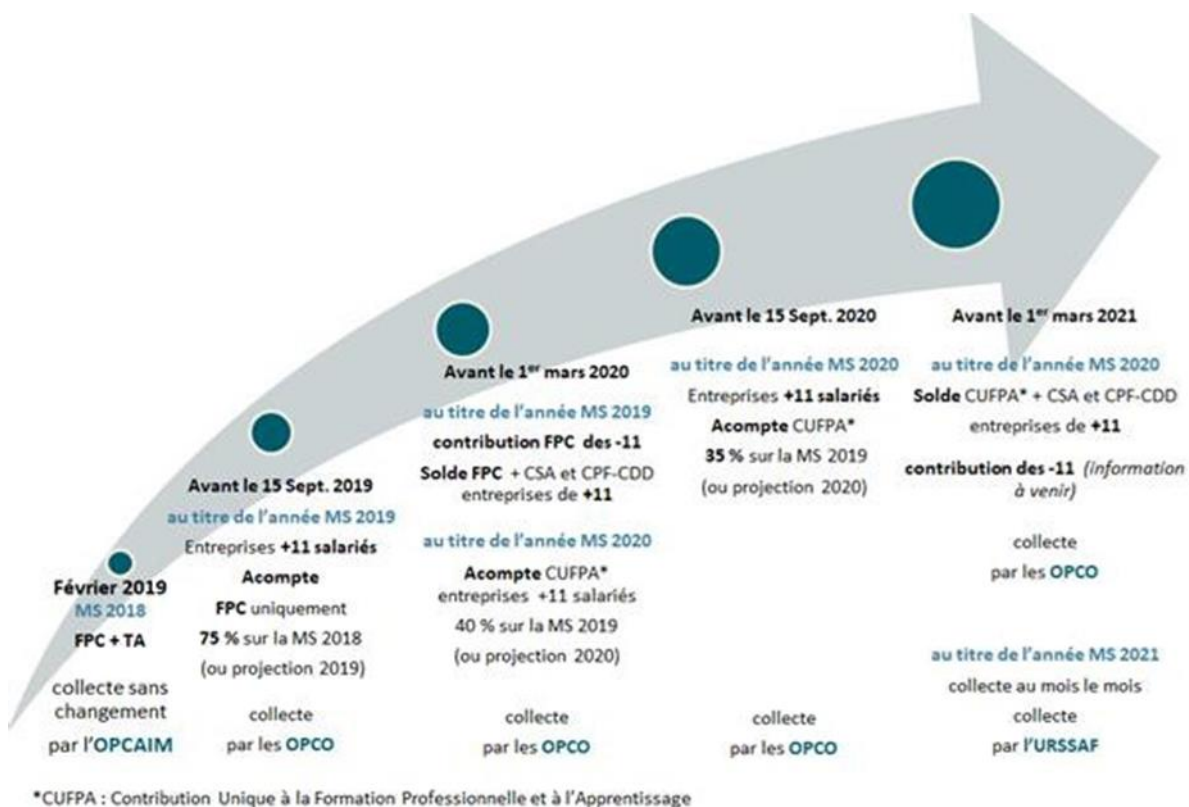 Février 2019
MS 2018
FPC + TA
collecte sans
changement
par l'OPCAIM
Avant le 15 Sept. 2019
au titre de l'année MS 2019
Entreprises +11 salariés
Acompte
FPC uniquement
75 % sur la MS 2018
(ou projection 2019)
collecte
par les OPCO
Avant le 1er mars 2020
au titre de l'année MS 2019
contribution FPC des -11
Solde FPC + CSA et CPF-CDD
entreprises de +11
au titre de l'année MS 2020
Acompte CUFPA*
entreprises +11 salariés
40 % sur la MS 2019
(ou projection 2020)
collecte
par les OPCO
Avant le 15 Sept. 2020
au titre de l'année MS 2020
Entreprises +11 salariés
Acompte CUFPA*
35 % sur la MS 2019
(ou projection 2020)
collecte
par les OPCO
Avant le 1er mars 2021
au titre de l'année MS 2020
Solde CUFPA* + CSA et CPF-CDD
entreprises de +11
contribution des -11 (information
à venir)
collecte
par les OPCO
au titre de l'année MS 2021
collecte au mois le mois
collecte
par l'URSSAF
*CUFPA : Contribution Unique à la Formation Professionnelle et à l'Apprentissage